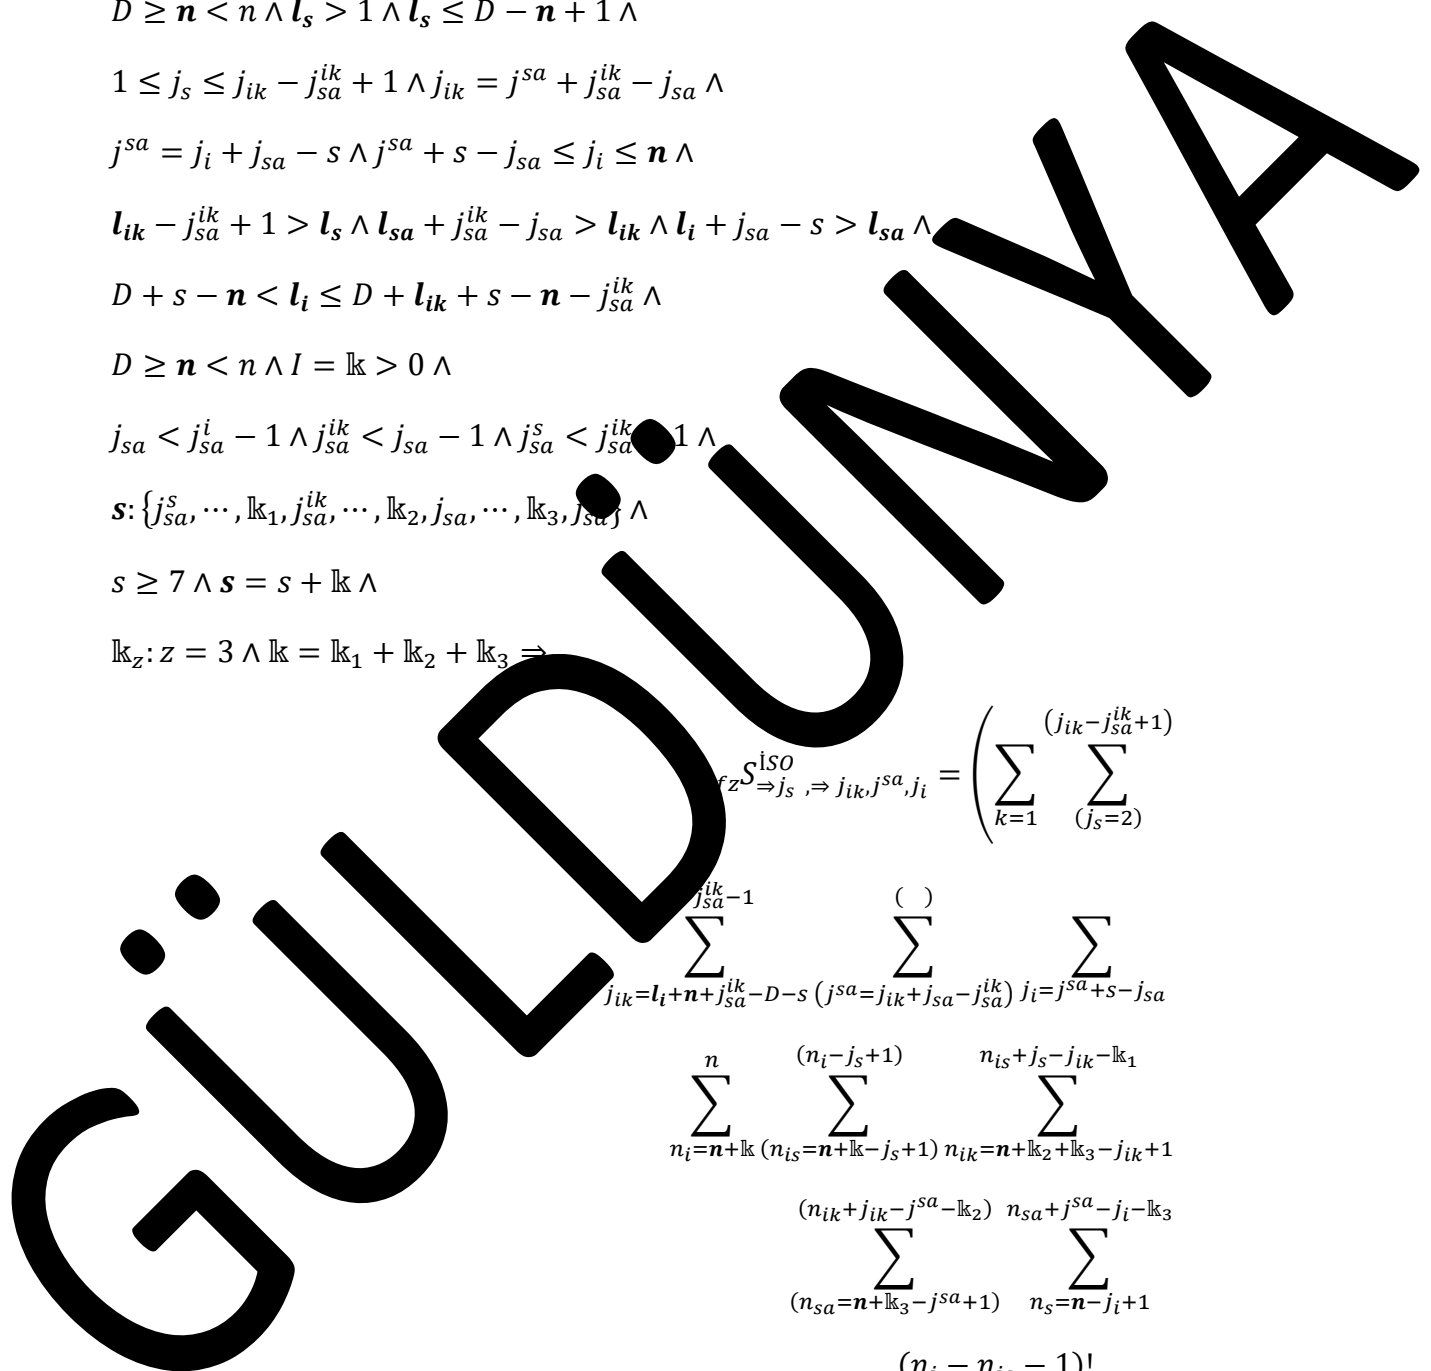 D ≥ 𝒏 < n ∧ 𝒍ₛ > 1 ∧ 𝒍ₛ ≤ D − 𝒏 + 1 ∧
1 ≤ j_s ≤ j_{ik} − j_{sa}^{ik} + 1 ∧ j_{ik} = j^{sa} + j_{sa}^{ik} − j_{sa} ∧
j^{sa} = j_i + j_{sa} − s ∧ j^{sa} + s − j_{sa} ≤ j_i ≤ 𝒏 ∧
𝒍_{ik} − j_{sa}^{ik} + 1 > 𝒍_s ∧ 𝒍_{sa} + j_{sa}^{ik} − j_{sa} > 𝒍_{ik} ∧ 𝒍_i + j_{sa} − s > 𝒍_{sa} ∧
D + s − 𝒏 < 𝒍_i ≤ D + 𝒍_{ik} + s − 𝒏 − j_{sa}^{ik} ∧
D ≥ 𝒏 < n ∧ I = 𝕜 > 0 ∧
j_{sa} < j_{sa}^{i} − 1 ∧ j_{sa}^{ik} < j_{sa} − 1 ∧ j_{sa}^{s} < j_{sa}^{ik} 1 ∧
𝒔: {j_{sa}^{s}, ⋯ , 𝕜_1, j_{sa}^{ik}, ⋯ , 𝕜_2, j_{sa}, ⋯ , 𝕜_3, } ∧
s ≥ 7 ∧ 𝒔 = s + 𝕜 ∧
𝕜_z: z = 3 ∧ 𝕜 = 𝕜_1 + 𝕜_2 + 𝕜_3 ⇒
_{fz}S_{⇒j_s ,⇒ j_{ik},j^{sa},j_i}^{İSO} = ( ∑_{k=1} ∑_{(j_s=2)}^{(j_{ik}−j_{sa}^{ik}+1)}
∑_{j_{ik}=𝒍_i+𝒏+j_{sa}^{ik}−D−s}^{j_{sa}^{ik}−1} ∑_{(j^{sa}=j_{ik}+j_{sa}−j_{sa}^{ik})}^{( )} ∑_{j_i=j^{sa}+s−j_{sa}}
∑_{n_i=𝒏+𝕜}^{n} ∑_{(n_{is}=𝒏+𝕜−j_s+1)}^{(n_i−j_s+1)} ∑_{n_{ik}=𝒏+𝕜_2+𝕜_3−j_{ik}+1}^{n_{is}+j_s−j_{ik}−𝕜_1}
∑_{(n_{sa}=𝒏+𝕜_3−j^{sa}+1)}^{(n_{ik}+j_{ik}−j^{sa}−𝕜_2)} ∑_{n_s=𝒏−j_i+1}^{n_{sa}+j^{sa}−j_i−𝕜_3}
(n_i − n_{is} − 1)!
GÜLDÜNYA